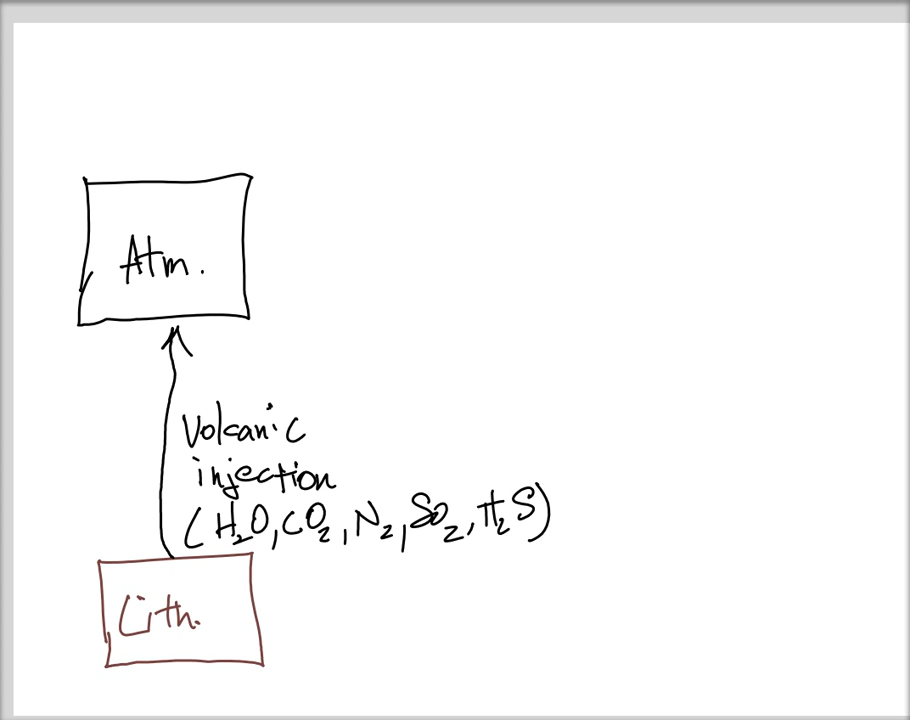 Atm.
Volcanic
injection
(H₂O, CO₂, N₂, SO₂, H₂S)
Lith.